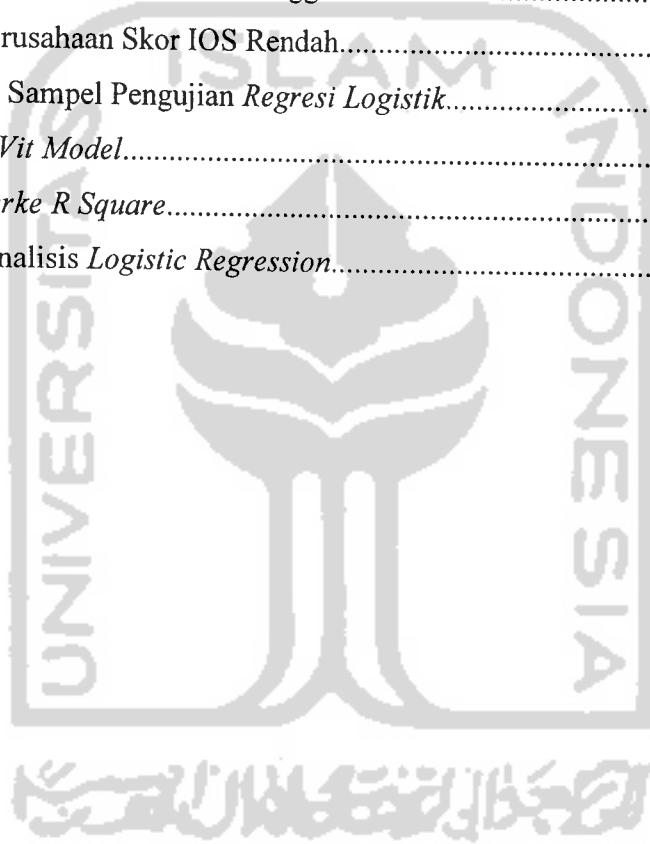 rusahaan Skor IOS Rendah
Sampel Pengujian Regresi Logistik
Vit Model
rke R Square
nalisis Logistic Regression
ISLAM
UNIVERSITAS
INDONESIA